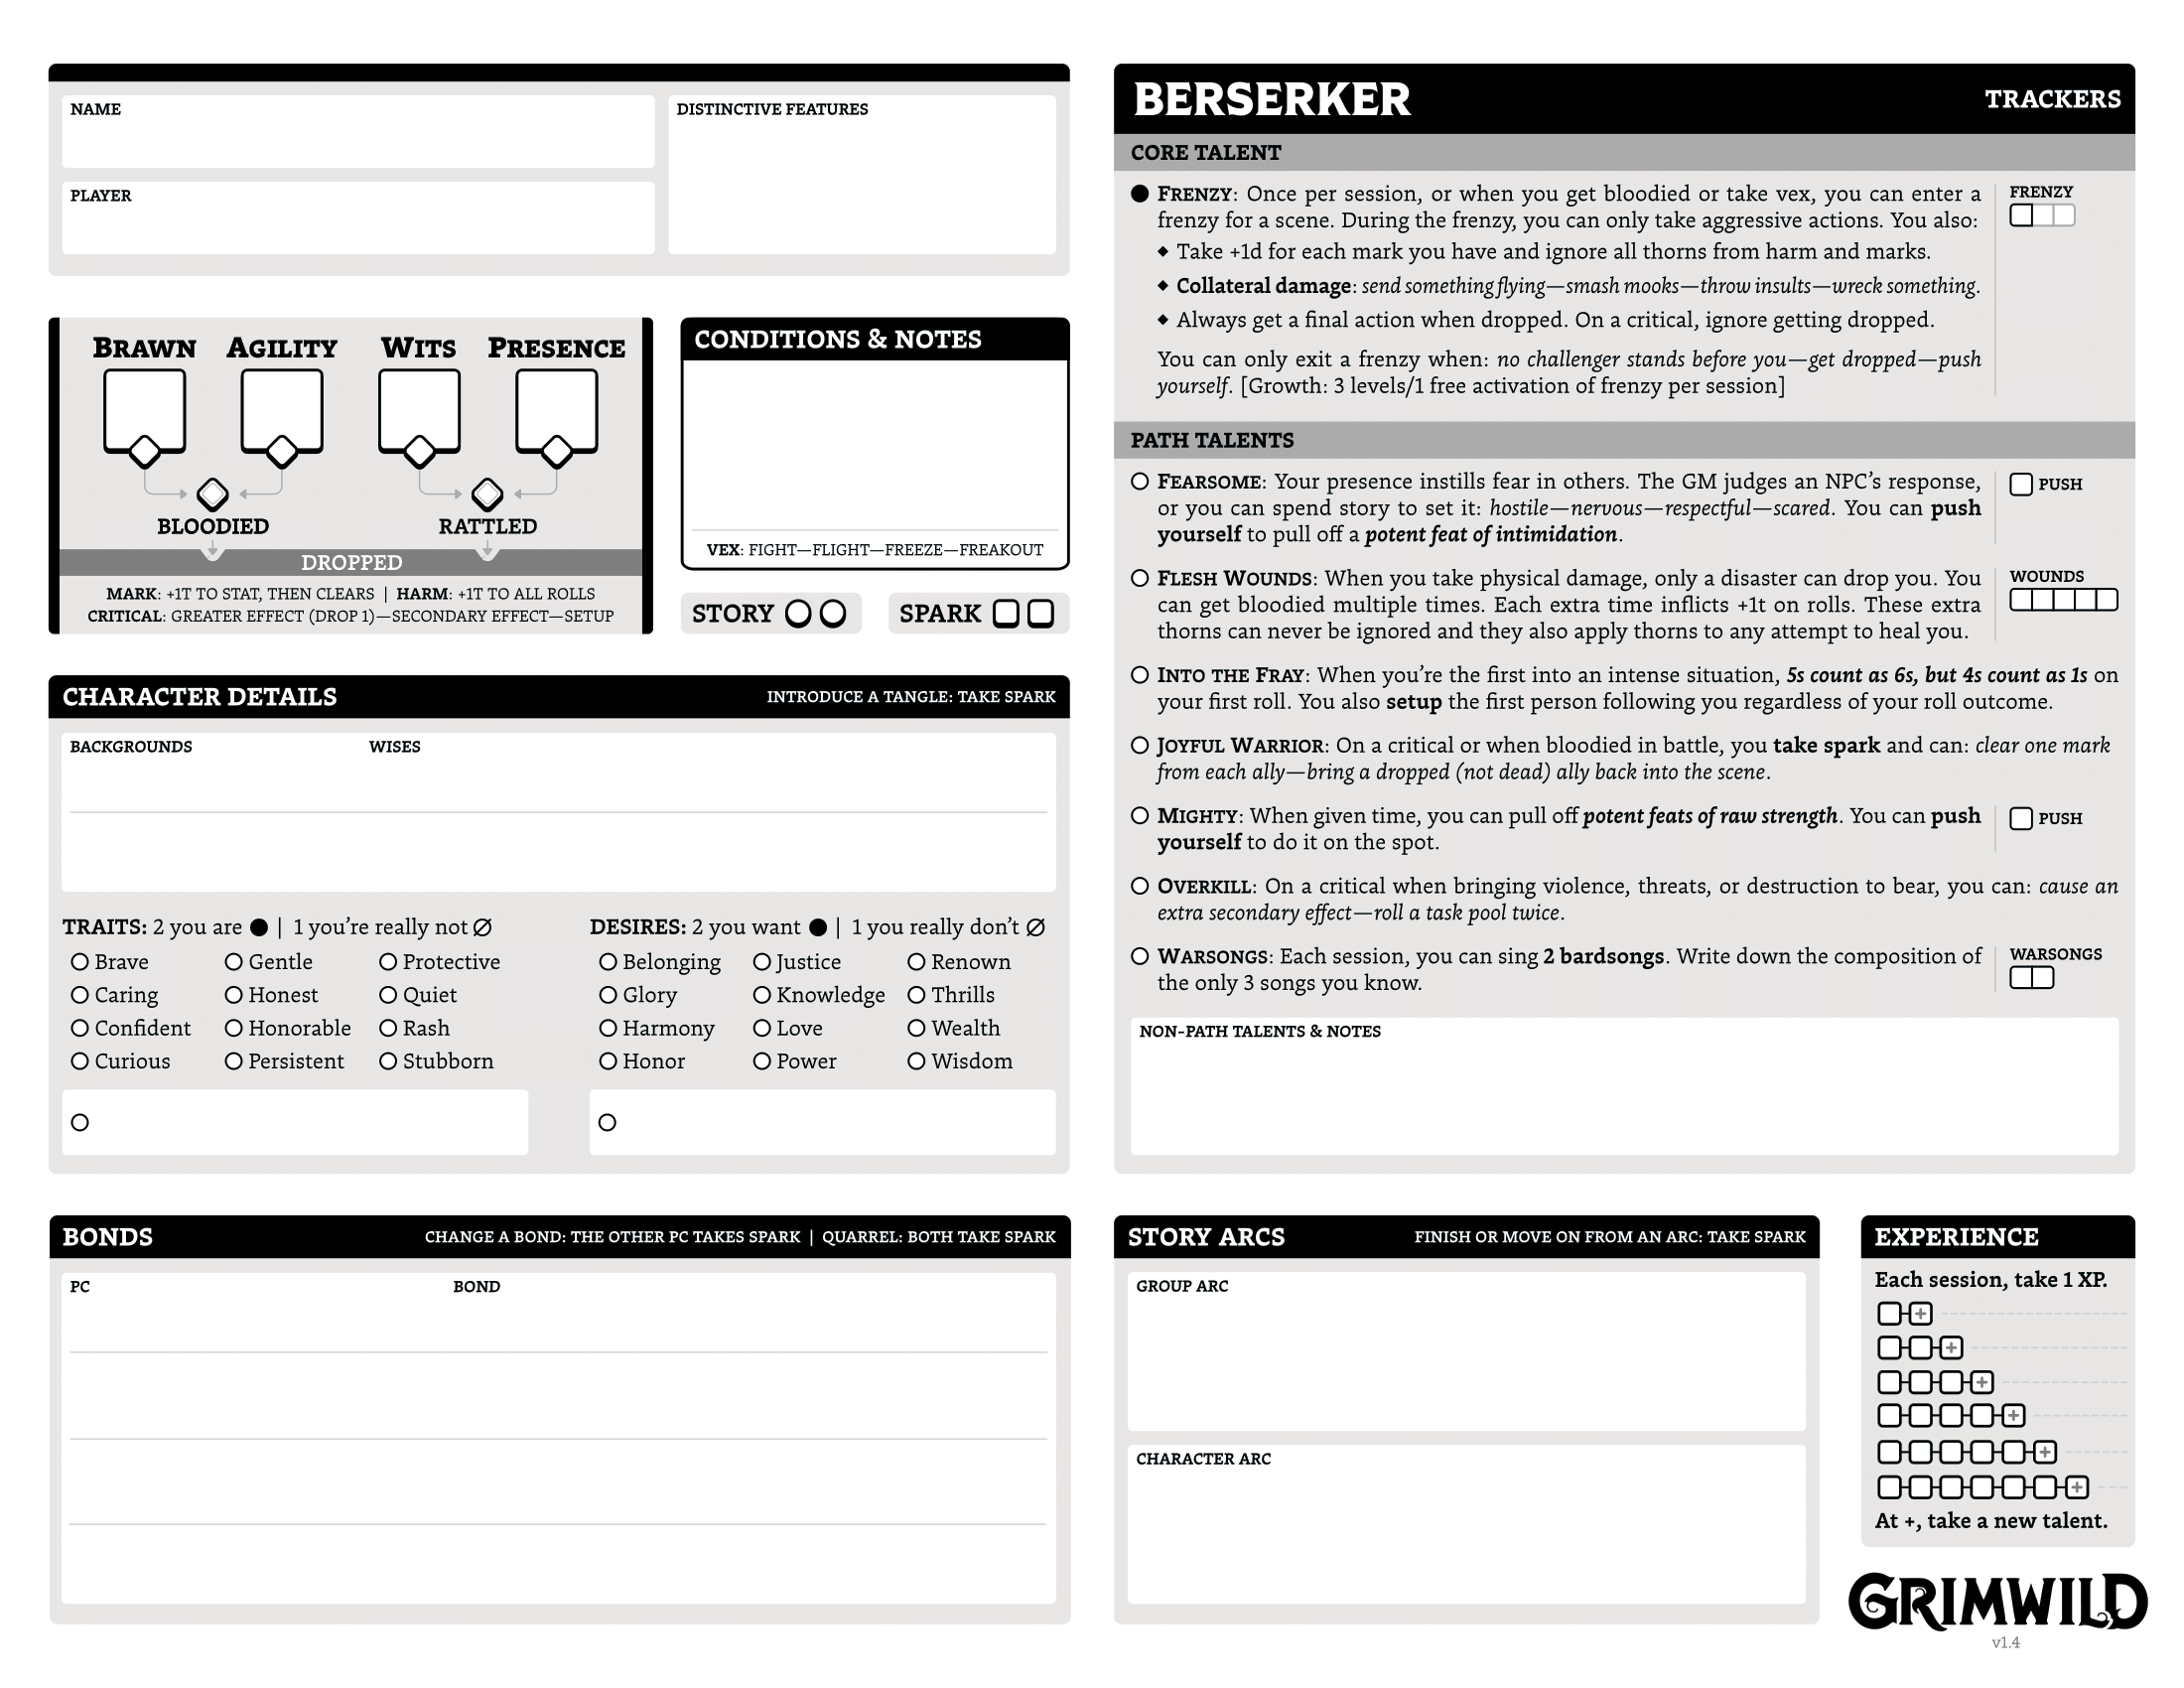 NAME
DISTINCTIVE FEATURES
PLAYER
BRAWN AGILITY WITS PRESENCE
BLOODIED RATTLED
DROPPED
MARK: +1T TO STAT, THEN CLEARS | HARM: +1T TO ALL ROLLS
CRITICAL: GREATER EFFECT (DROP 1)—SECONDARY EFFECT—SETUP
CONDITIONS & NOTES
VEX: FIGHT—FLIGHT—FREEZE—FREAKOUT
STORY SPARK
CHARACTER DETAILS INTRODUCE A TANGLE: TAKE SPARK
BACKGROUNDS WISES
TRAITS: 2 you are ● | 1 you’re really not Ø
Brave Gentle Protective
Caring Honest Quiet
Confident Honorable Rash
Curious Persistent Stubborn
DESIRES: 2 you want ● | 1 you really don’t Ø
Belonging Justice Renown
Glory Knowledge Thrills
Harmony Love Wealth
Honor Power Wisdom
BONDS CHANGE A BOND: THE OTHER PC TAKES SPARK | QUARREL: BOTH TAKE SPARK
PC BOND
BERSERKER TRACKERS
CORE TALENT
FRENZY: Once per session, or when you get bloodied or take vex, you can enter a
frenzy for a scene. During the frenzy, you can only take aggressive actions. You also:
◆ Take +1d for each mark you have and ignore all thorns from harm and marks.
◆ Collateral damage: send something flying—smash mooks—throw insults—wreck something.
◆ Always get a final action when dropped. On a critical, ignore getting dropped.
You can only exit a frenzy when: no challenger stands before you—get dropped—push
yourself. [Growth: 3 levels/1 free activation of frenzy per session]
FRENZY
PATH TALENTS
FEARSOME: Your presence instills fear in others. The GM judges an NPC’s response,
or you can spend story to set it: hostile—nervous—respectful—scared. You can push
yourself to pull off a potent feat of intimidation.
PUSH
FLESH WOUNDS: When you take physical damage, only a disaster can drop you. You
can get bloodied multiple times. Each extra time inflicts +1t on rolls. These extra
thorns can never be ignored and they also apply thorns to any attempt to heal you.
WOUNDS
INTO THE FRAY: When you’re the first into an intense situation, 5s count as 6s, but 4s count as 1s on
your first roll. You also setup the first person following you regardless of your roll outcome.
JOYFUL WARRIOR: On a critical or when bloodied in battle, you take spark and can: clear one mark
from each ally—bring a dropped (not dead) ally back into the scene.
MIGHTY: When given time, you can pull off potent feats of raw strength. You can push
yourself to do it on the spot.
PUSH
OVERKILL: On a critical when bringing violence, threats, or destruction to bear, you can: cause an
extra secondary effect—roll a task pool twice.
WARSONGS: Each session, you can sing 2 bardsongs. Write down the composition of
the only 3 songs you know.
WARSONGS
NON-PATH TALENTS & NOTES
STORY ARCS FINISH OR MOVE ON FROM AN ARC: TAKE SPARK
GROUP ARC
CHARACTER ARC
EXPERIENCE
Each session, take 1 XP.
+
+
+
+
+
+
At +, take a new talent.
GRIMWILD
v1.4